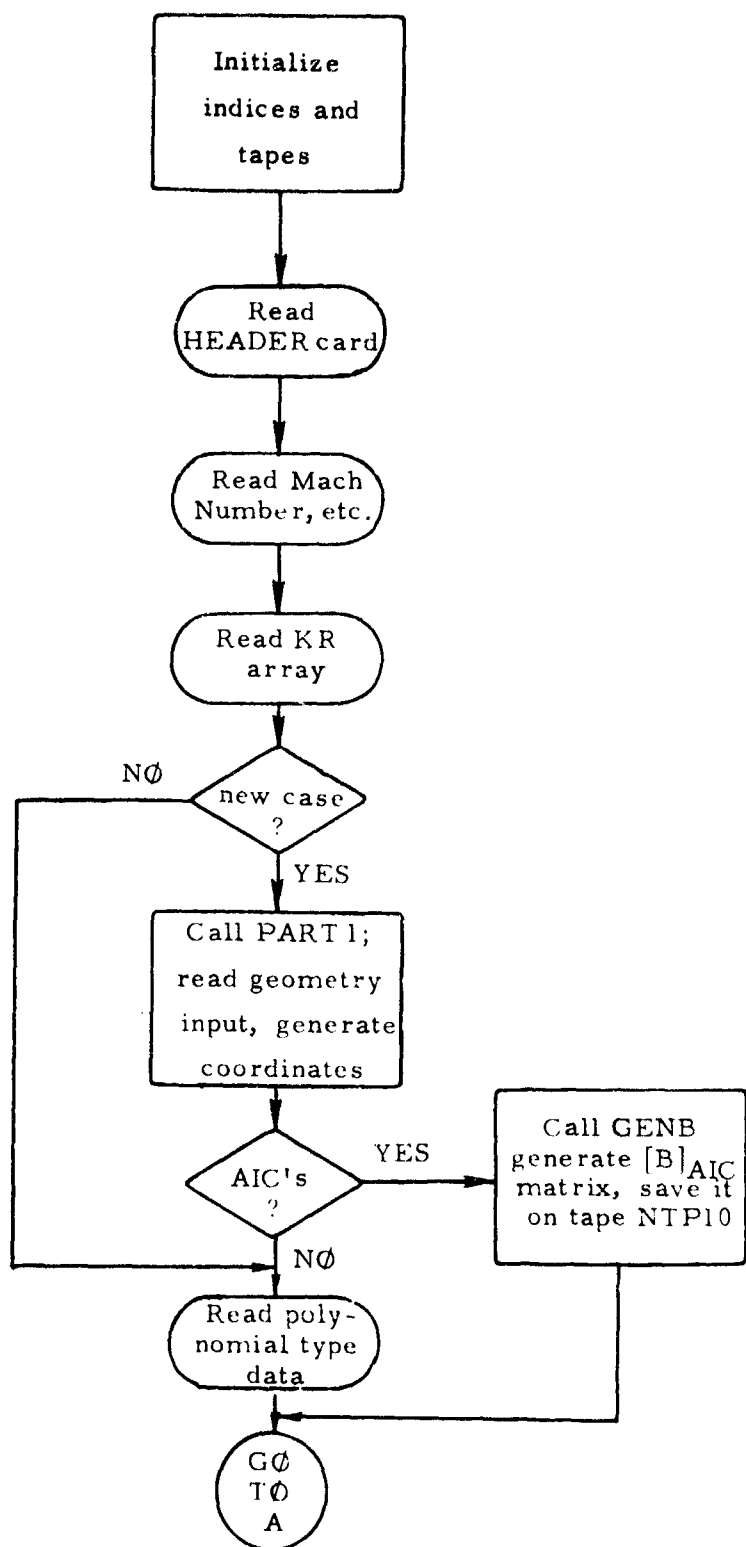 Initialize
indices and
tapes
Read
HEADER card
Read Mach
Number, etc.
Read KR
array
NØ
new case
?
YES
Call PART 1;
read geometry
input, generate
coordinates
AIC's
?
YES
Call GENB
generate [B]AIC
matrix, save it
on tape NTP10
NØ
Read poly-
nomial type
data
GØ
TØ
A